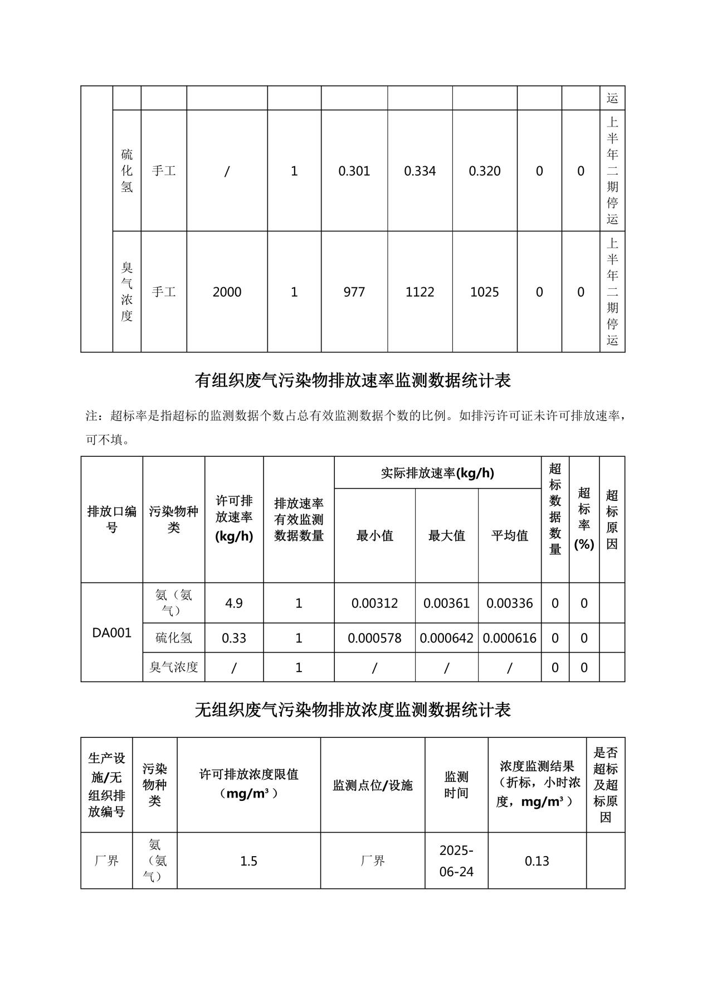 运
硫化氢 手工 / 1 0.301 0.334 0.320 0 0 上半年二期停运
臭气浓度 手工 2000 1 977 1122 1025 0 0 上半年二期停运
有组织废气污染物排放速率监测数据统计表
注：超标率是指超标的监测数据个数占总有效监测数据个数的比例。如排污许可证未许可排放速率，
可不填。
排放口编号 污染物种类 许可排放速率(kg/h) 排放速率有效监测数据数量 实际排放速率(kg/h) 超标数据数量 超标率(%) 超标原因
最小值 最大值 平均值
DA001 氨（氨气） 4.9 1 0.00312 0.00361 0.00336 0 0
硫化氢 0.33 1 0.000578 0.000642 0.000616 0 0
臭气浓度 / 1 / / / 0 0
无组织废气污染物排放浓度监测数据统计表
生产设施/无组织排放编号 污染物种类 许可排放浓度限值（mg/m³） 监测点位/设施 监测时间 浓度监测结果（折标，小时浓度，mg/m³） 是否超标及超标原因
厂界 氨（氨气） 1.5 厂界 2025-06-24 0.13